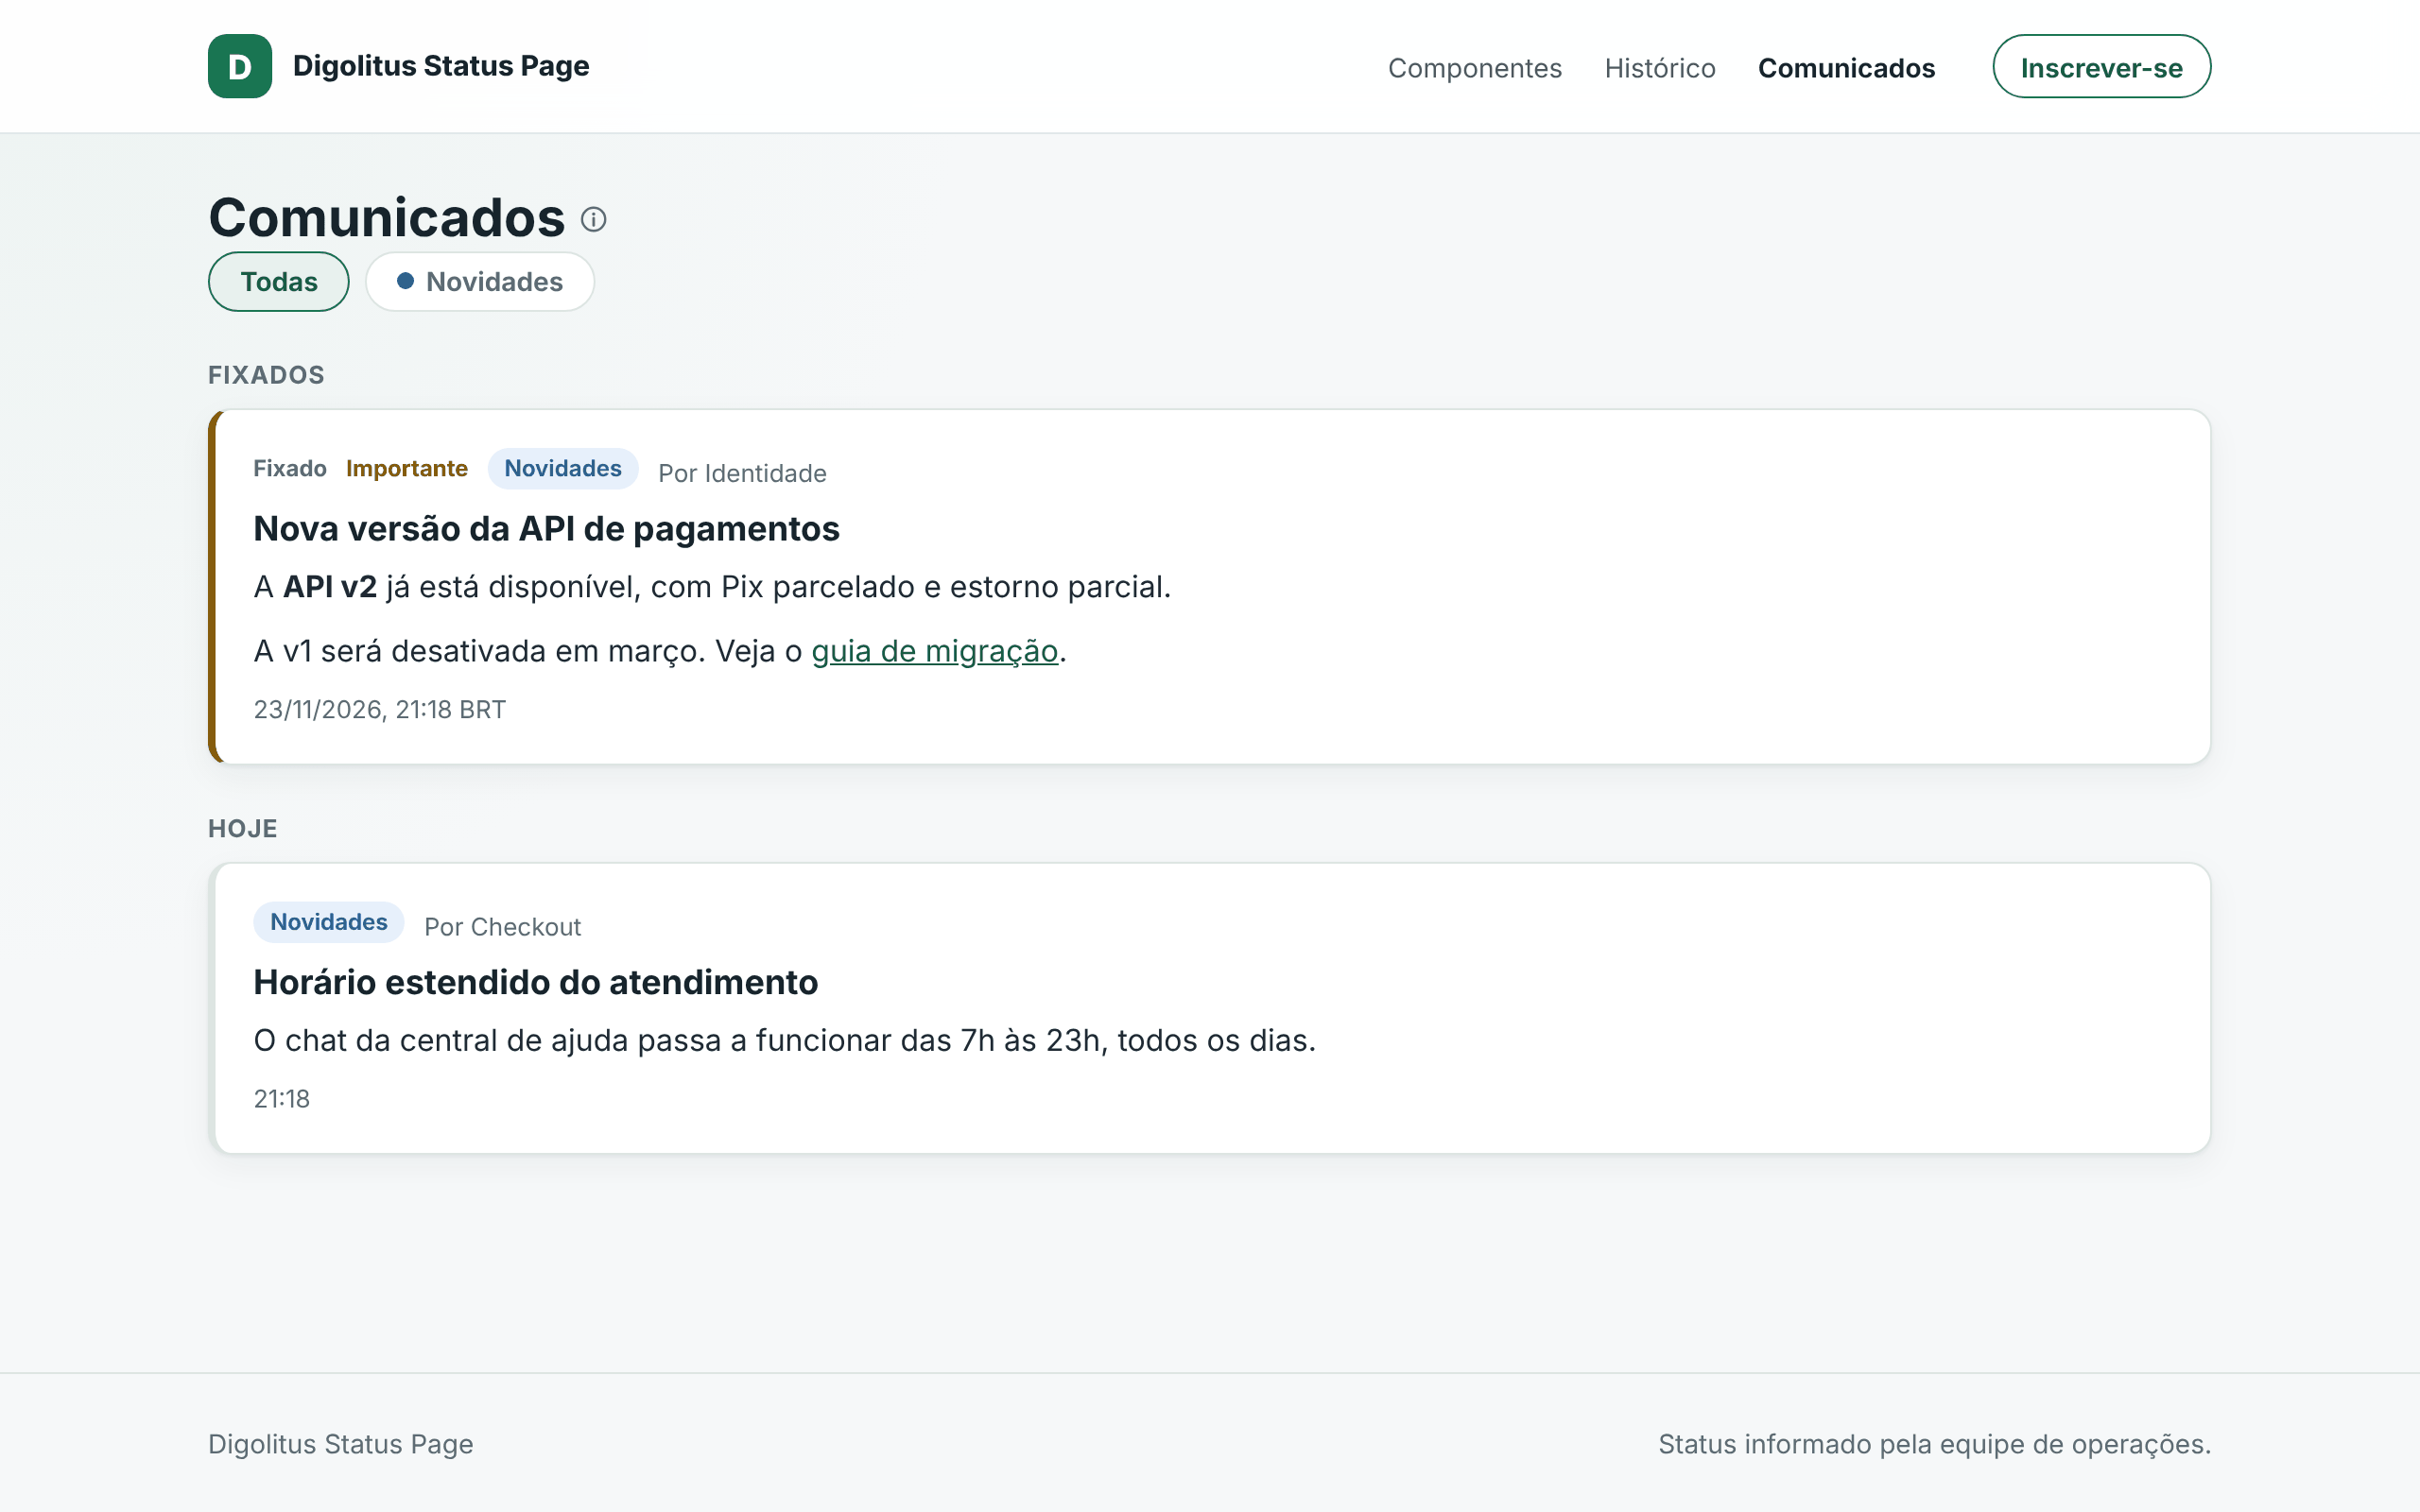 D Digolitus Status Page Componentes Histórico Comunicados Inscrever-se
Comunicados
Todas Novidades
FIXADOS
Fixado Importante Novidades Por Identidade
Nova versão da API de pagamentos
A API v2 já está disponível, com Pix parcelado e estorno parcial.
A v1 será desativada em março. Veja o guia de migração.
23/11/2026, 21:18 BRT
HOJE
Novidades Por Checkout
Horário estendido do atendimento
O chat da central de ajuda passa a funcionar das 7h às 23h, todos os dias.
21:18
Digolitus Status Page Status informado pela equipe de operações.